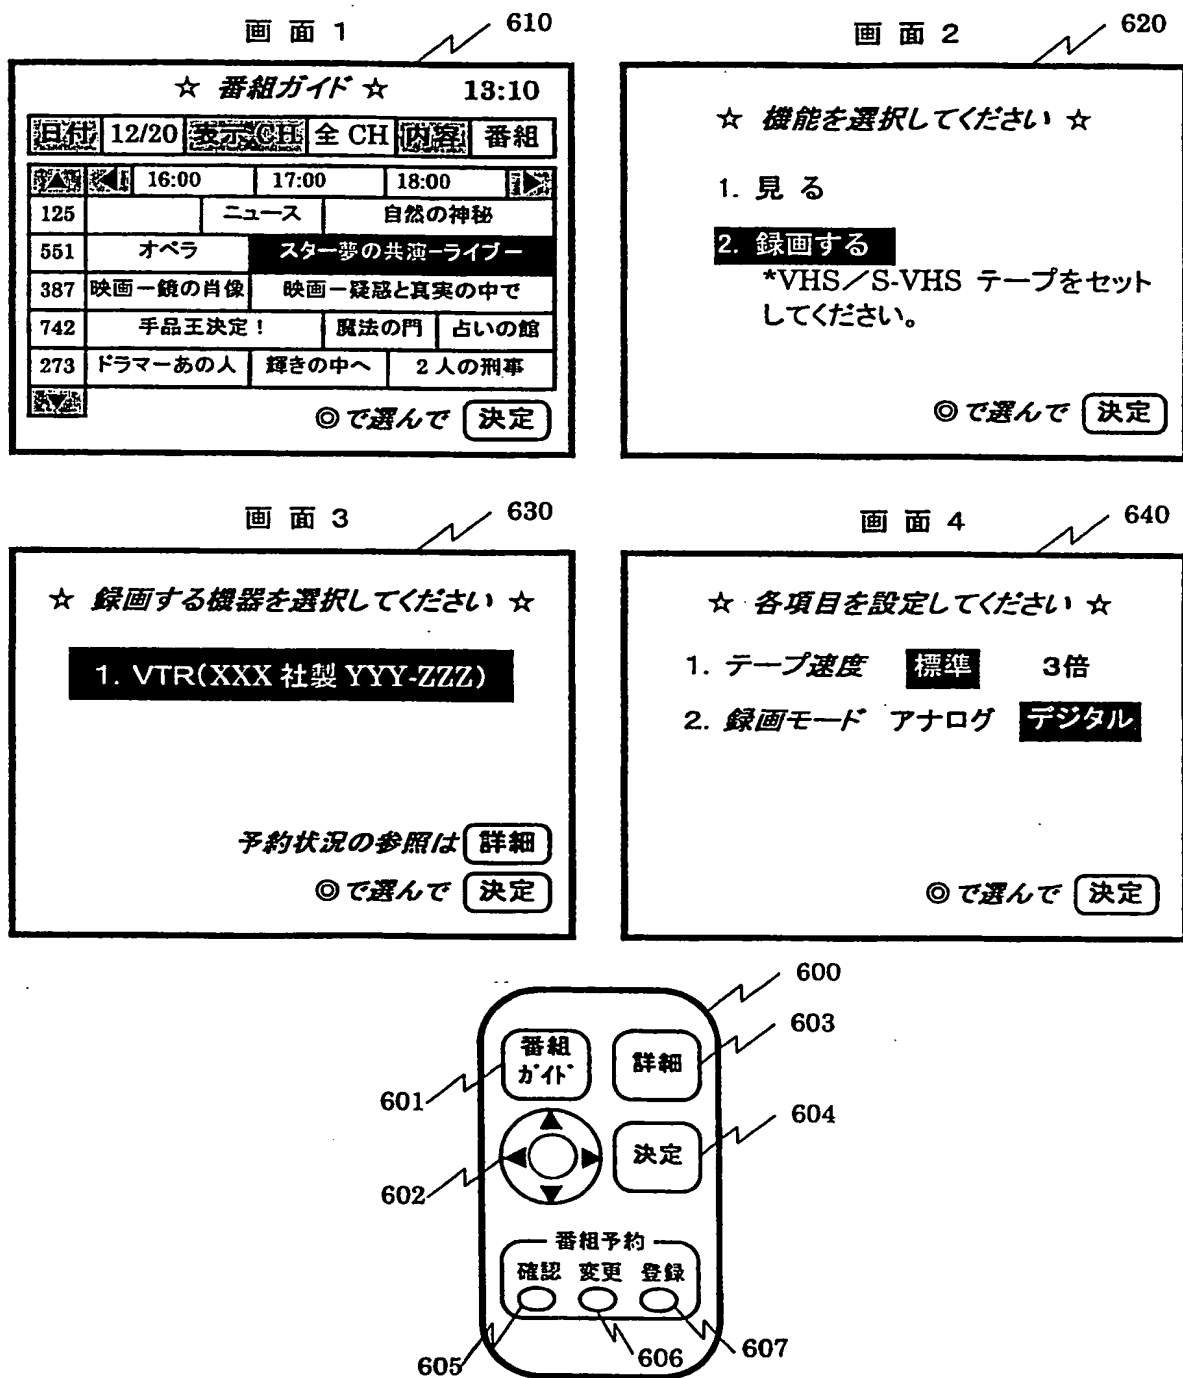 画面1
610
☆ 番組ガイド ☆ 13:10
日付 12/20 表示CH 全 CH 内容 番組
▲ ◀ 16:00 17:00 18:00 ▶
125 ニュース 自然の神秘
551 オペラ スター夢の共演-ライブー
387 映画ー鏡の肖像 映画ー疑惑と真実の中で
742 手品王決定！ 魔法の門 占いの館
273 ドラマーあの人 輝きの中へ 2人の刑事
▼
◎で選んで 決定
画面2
620
☆ 機能を選択してください ☆
1. 見る
2. 録画する
*VHS／S-VHS テープをセット
してください。
◎で選んで 決定
画面3
630
☆ 録画する機器を選択してください ☆
1. VTR(XXX 社製 YYY-ZZZ)
予約状況の参照は 詳細
◎で選んで 決定
画面4
640
☆ 各項目を設定してください ☆
1. テープ速度 標準 3倍
2. 録画モード アナログ デジタル
◎で選んで 決定
600
603
番組
ガイド
詳細
601
604
決定
602
番組予約
確認 変更 登録
605
606
607